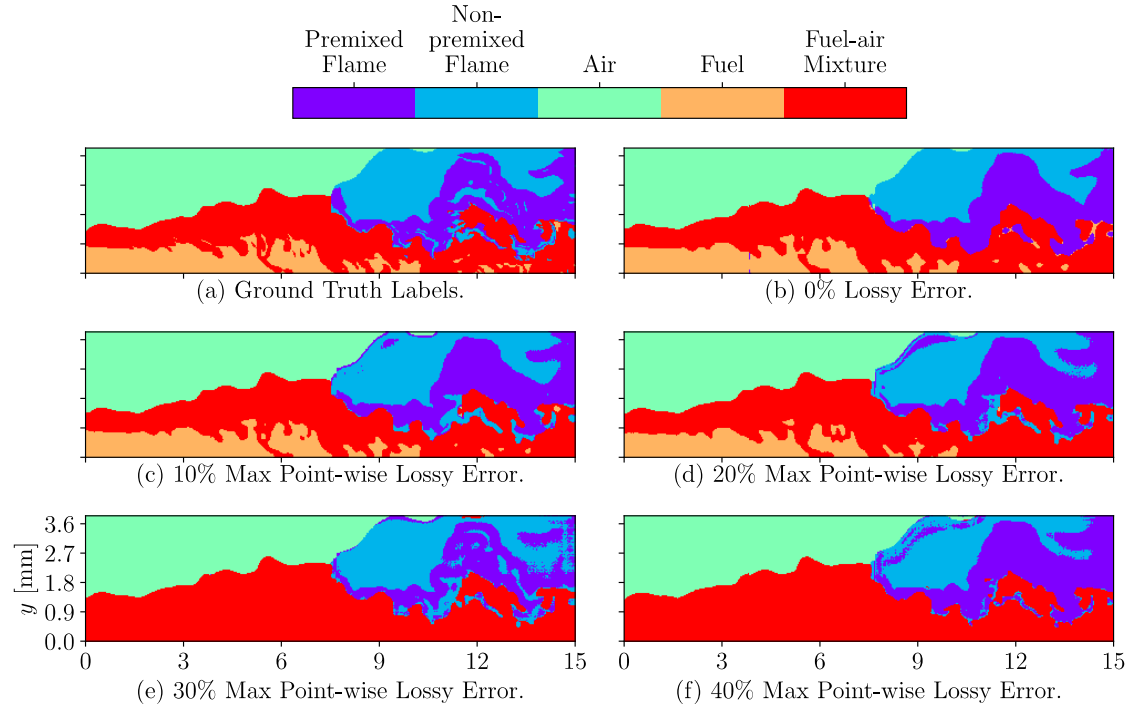 Premixed
Flame
Non-
premixed
Flame
Air
Fuel
Fuel-air
Mixture
(a) Ground Truth Labels.
(b) 0% Lossy Error.
(c) 10% Max Point-wise Lossy Error.
(d) 20% Max Point-wise Lossy Error.
y [mm]
3.6
2.7
1.8
0.9
0.0
0 3 6 9 12 15
0 3 6 9 12 15
(e) 30% Max Point-wise Lossy Error.
(f) 40% Max Point-wise Lossy Error.